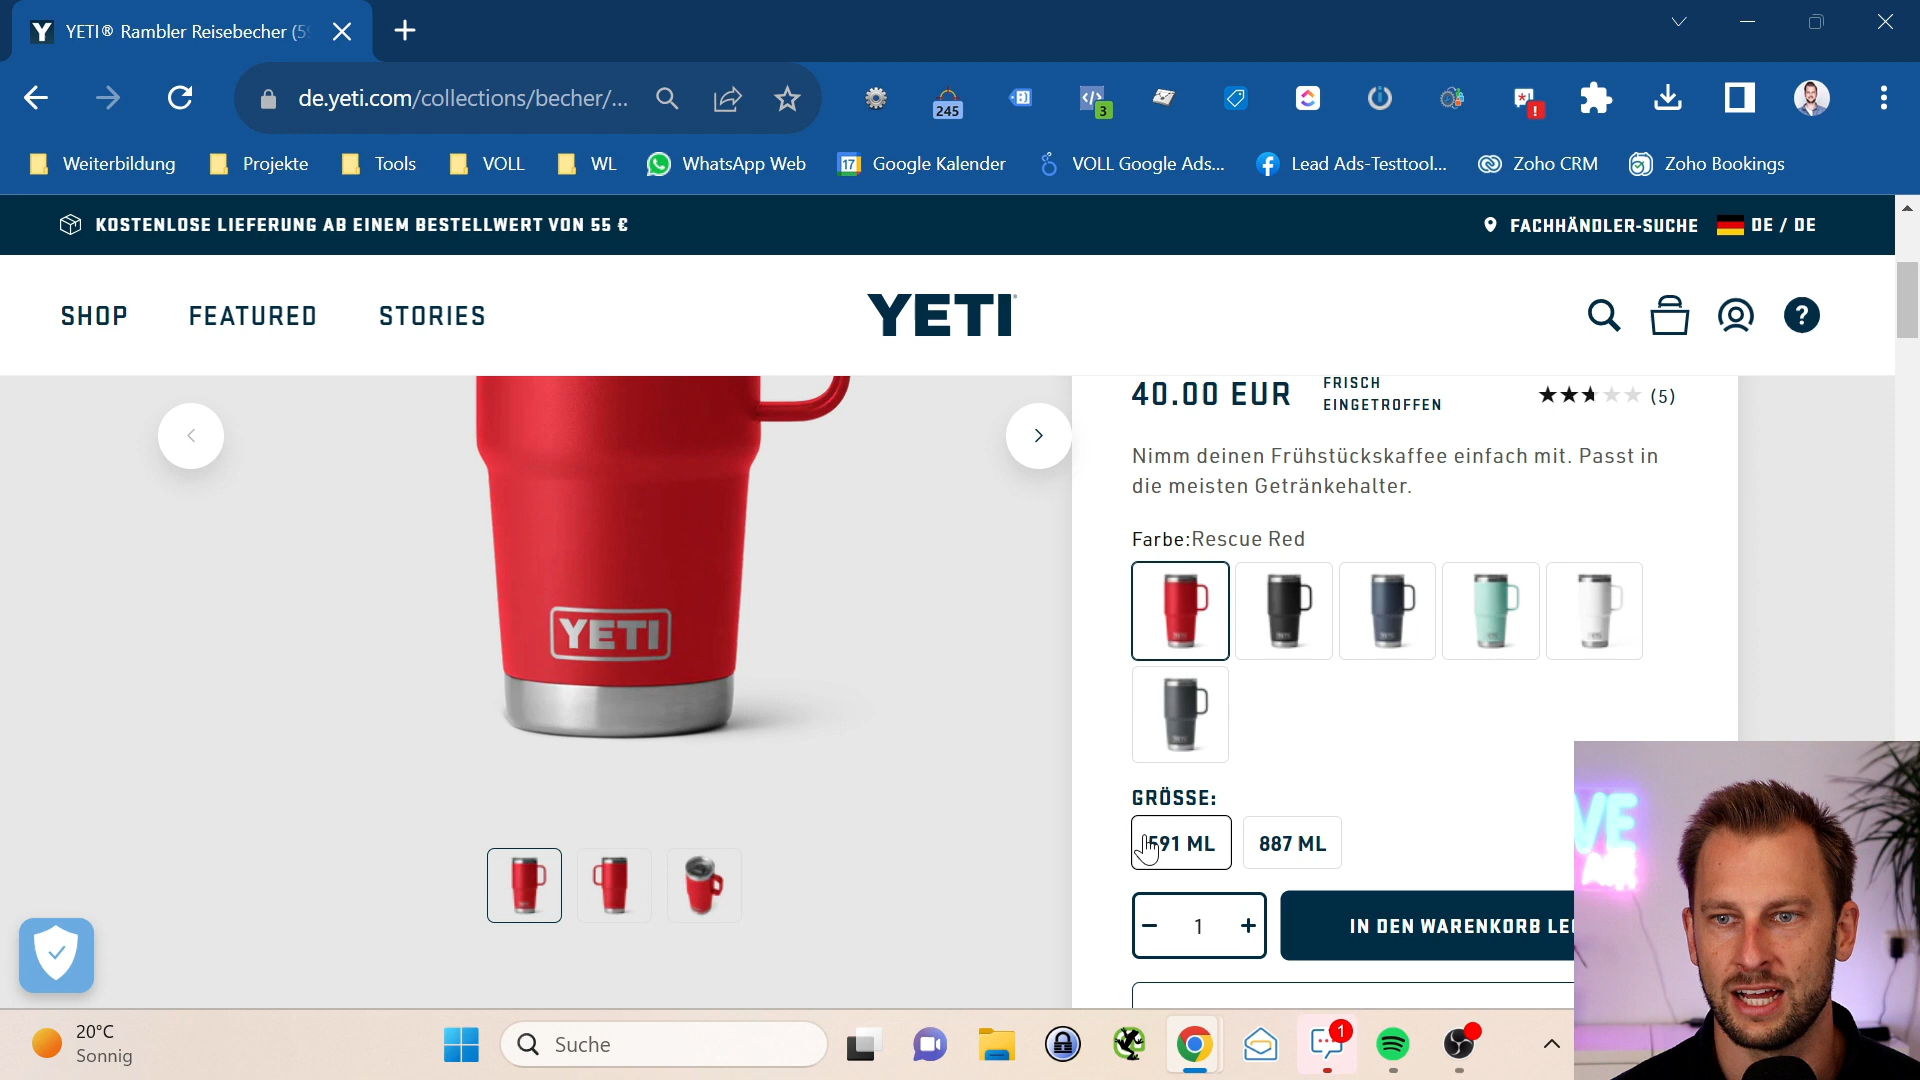 YETI® Rambler Reisebecher (59
de.yeti.com/collections/becher/...
245
3
Weiterbildung
Projekte
Tools
VOLL
WL
WhatsApp Web
17
Google Kalender
VOLL Google Ads...
Lead Ads-Testtool...
Zoho CRM
Zoho Bookings
KOSTENLOSE LIEFERUNG AB EINEM BESTELLWERT VON 55 €
FACHHÄNDLER-SUCHE
DE / DE
SHOP
FEATURED
STORIES
YETI
40.00 EUR
FRISCH
EINGETROFFEN
(5)
Nimm deinen Frühstückskaffee einfach mit. Passt in
die meisten Getränkehalter.
Farbe:Rescue Red
YETI
GRÖSSE:
591 ML
887 ML
1
IN DEN WARENKORB LE
20°C
Sonnig
Suche
1